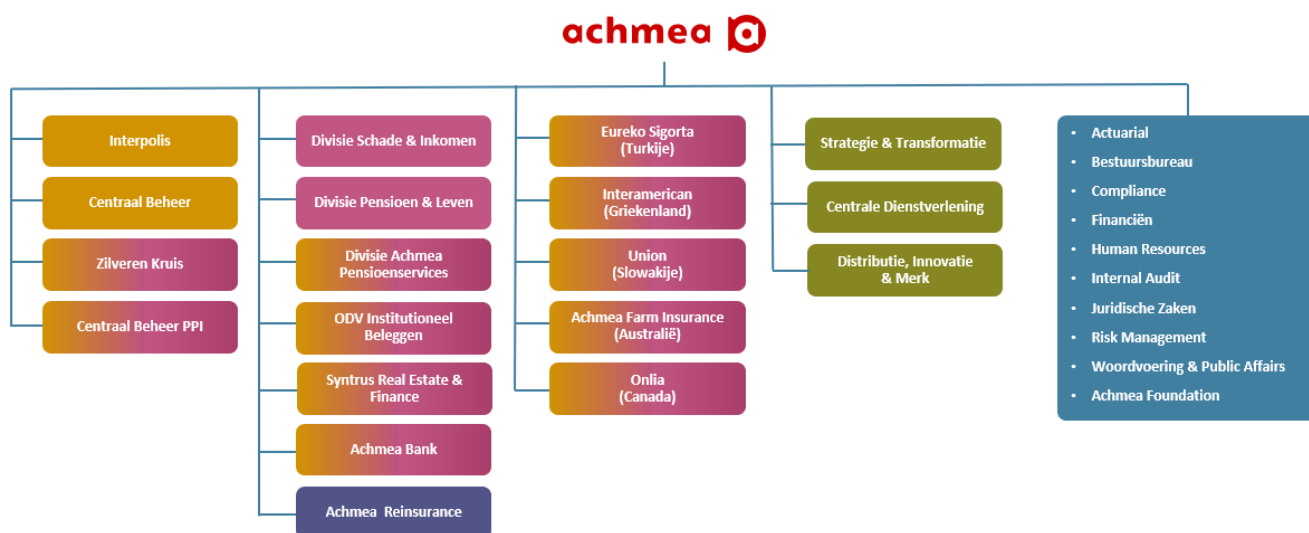 achmea
Interpolis
Centraal Beheer
Zilveren Kruis
Centraal Beheer PPI
Divisie Schade & Inkomen
Divisie Pensioen & Leven
Divisie Achmea
Pensioenservices
ODV Institutioneel
Beleggen
Syntrus Real Estate &
Finance
Achmea Bank
Achmea Reinsurance
Eureko Sigorta
(Turkije)
Interamerican
(Griekenland)
Union
(Slowakije)
Achmea Farm Insurance
(Australië)
Onlia
(Canada)
Strategie & Transformatie
Centrale Dienstverlening
Distributie, Innovatie
& Merk
• Actuarial
• Bestuursbureau
• Compliance
• Financiën
• Human Resources
• Internal Audit
• Juridische Zaken
• Risk Management
• Woordvoering & Public Affairs
• Achmea Foundation